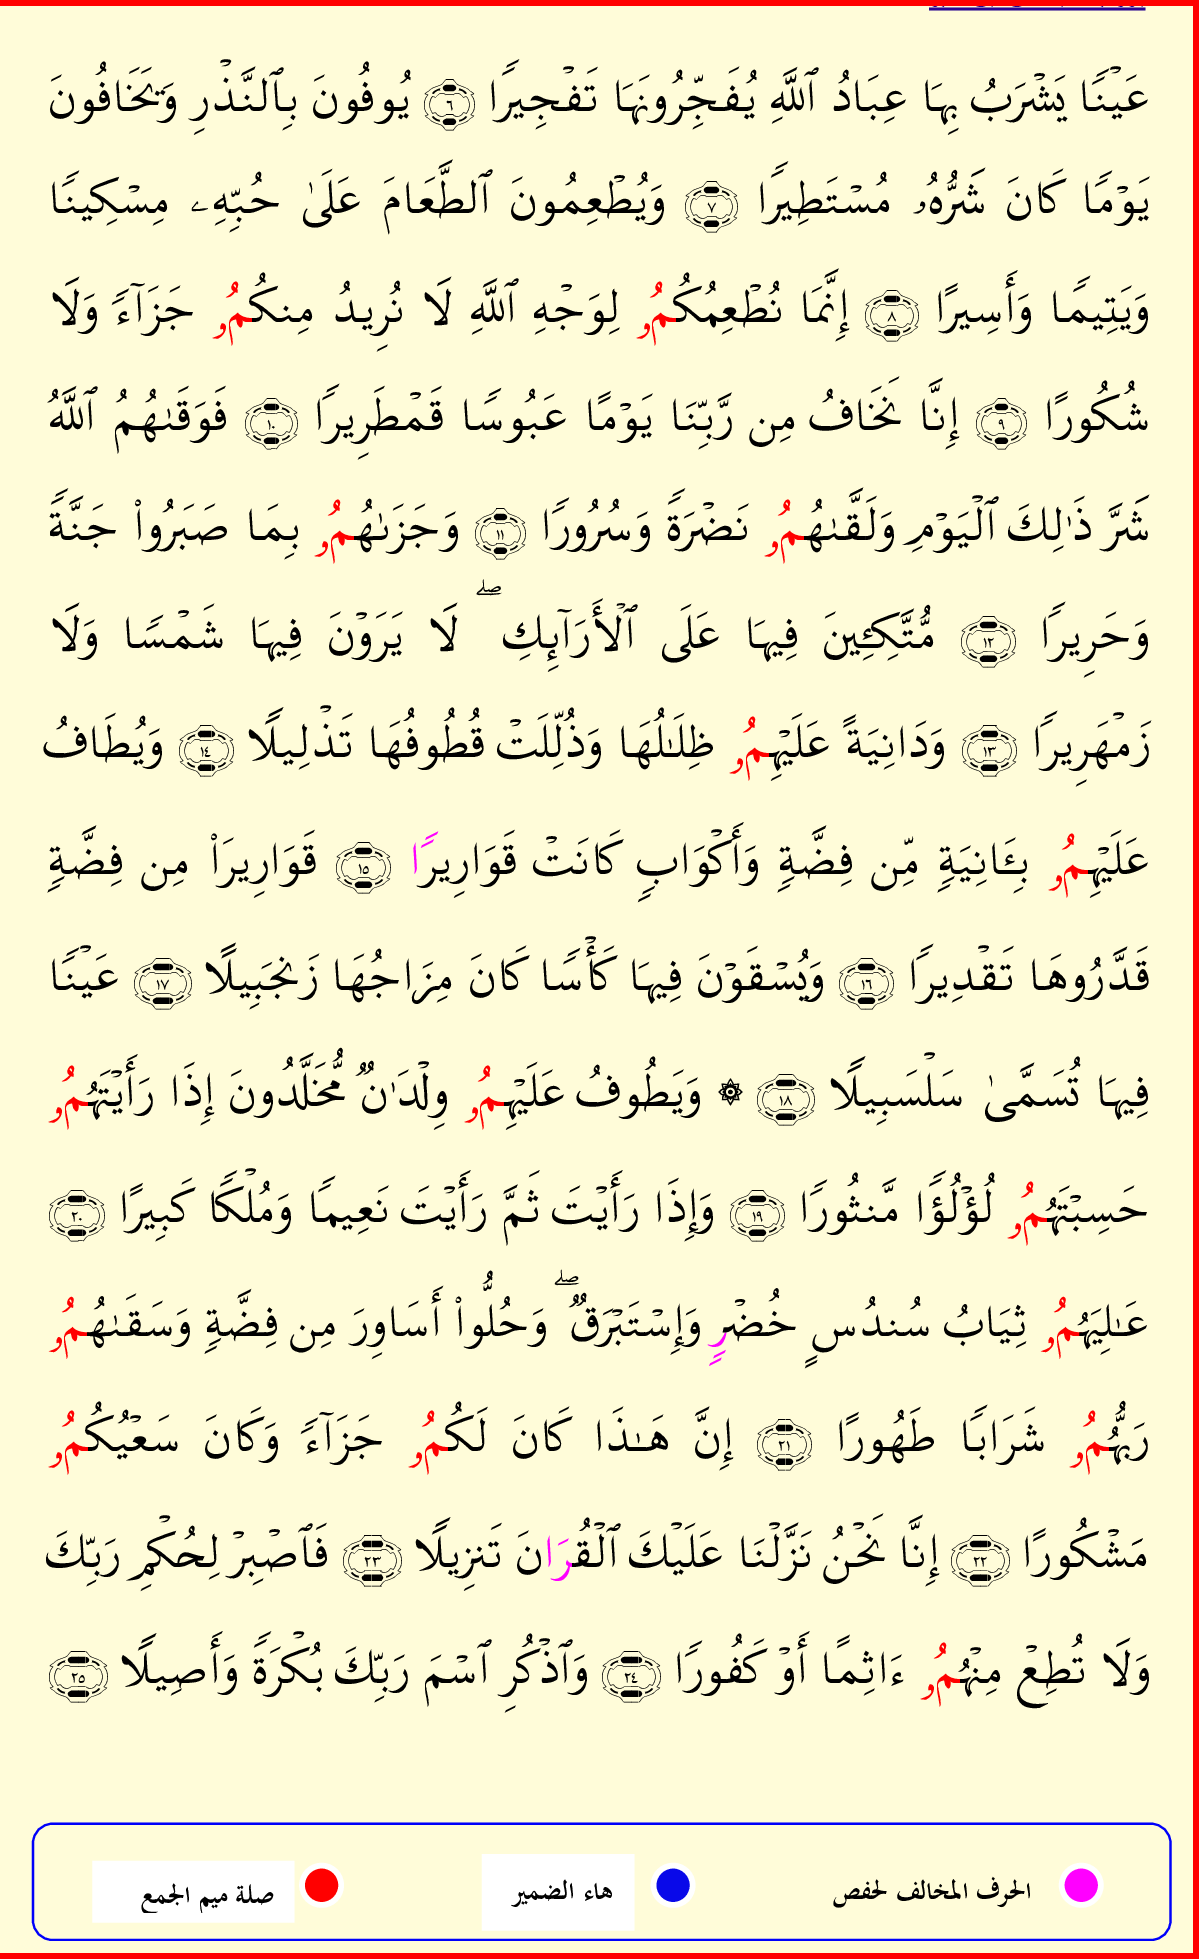 عَيْنًا يَشْرَبُ بِهَا عِبَادُ ٱللَّهِ يُفَجِّرُونَهَا تَفْجِيرًا ٦ يُوفُونَ بِٱلنَّذْرِ وَيَخَافُونَ
يَوْمًا كَانَ شَرُّهُۥ مُسْتَطِيرًا ٧ وَيُطْعِمُونَ ٱلطَّعَامَ عَلَىٰ حُبِّهِۦ مِسْكِينًا
وَيَتِيمًا وَأَسِيرًا ٨ إِنَّمَا نُطْعِمُكُمُۥ لِوَجْهِ ٱللَّهِ لَا نُرِيدُ مِنكُمُۥ جَزَآءً وَلَا
شُكُورًا ٩ إِنَّا نَخَافُ مِن رَّبِّنَا يَوْمًا عَبُوسًا قَمْطَرِيرًا ١٠ فَوَقَىٰهُمُ ٱللَّهُ
شَرَّ ذَٰلِكَ ٱلْيَوْمِ وَلَقَّىٰهُمُۥ نَضْرَةً وَسُرُورًا ١١ وَجَزَىٰهُمُۥ بِمَا صَبَرُوا۟ جَنَّةً
وَحَرِيرًا ١٢ مُّتَّكِـِٔينَ فِيهَا عَلَى ٱلْأَرَآئِكِ ۖ لَا يَرَوْنَ فِيهَا شَمْسًا وَلَا
زَمْهَرِيرًا ١٣ وَدَانِيَةً عَلَيْهِمُۥ ظِلَـٰلُهَا وَذُلِّلَتْ قُطُوفُهَا تَذْلِيلًا ١٤ وَيُطَافُ
عَلَيْهِمُۥ بِـَٔانِيَةٍ مِّن فِضَّةٍ وَأَكْوَابٍ كَانَتْ قَوَارِيرًا ١٥ قَوَارِيرَا۟ مِن فِضَّةٍ
قَدَّرُوهَا تَقْدِيرًا ١٦ وَيُسْقَوْنَ فِيهَا كَأْسًا كَانَ مِزَاجُهَا زَنجَبِيلًا ١٧ عَيْنًا
فِيهَا تُسَمَّىٰ سَلْسَبِيلًا ١٨ ۞ وَيَطُوفُ عَلَيْهِمُۥ وِلْدَٰنٌ مُّخَلَّدُونَ إِذَا رَأَيْتَهُمُۥ
حَسِبْتَهُمُۥ لُؤْلُؤًا مَّنثُورًا ١٩ وَإِذَا رَأَيْتَ ثَمَّ رَأَيْتَ نَعِيمًا وَمُلْكًا كَبِيرًا ٢٠
عَـٰلِيَهُمُۥ ثِيَابُ سُندُسٍ خُضْرٍ وَإِسْتَبْرَقٌ ۖ وَحُلُّوا۟ أَسَاوِرَ مِن فِضَّةٍ وَسَقَىٰهُمُۥ
رَبُّهُمُۥ شَرَابًا طَهُورًا ٢١ إِنَّ هَـٰذَا كَانَ لَكُمُۥ جَزَآءً وَكَانَ سَعْيُكُمُۥ
مَشْكُورًا ٢٢ إِنَّا نَحْنُ نَزَّلْنَا عَلَيْكَ ٱلْقُرَانَ تَنزِيلًا ٢٣ فَٱصْبِرْ لِحُكْمِ رَبِّكَ
وَلَا تُطِعْ مِنْهُمُۥ ءَاثِمًا أَوْ كَفُورًا ٢٤ وَٱذْكُرِ ٱسْمَ رَبِّكَ بُكْرَةً وَأَصِيلًا ٢٥
الحرف المخالف لحفص هاء الضمير صلة ميم الجمع